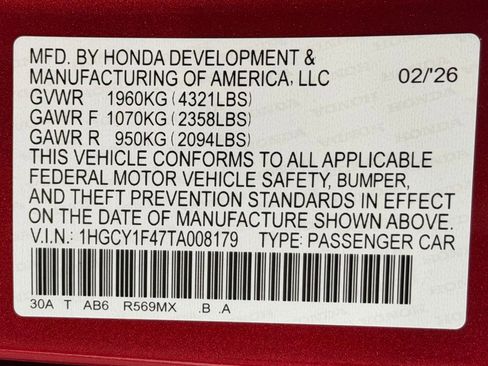 MFD. BY HONDA DEVELOPMENT &
MANUFACTURING OF AMERICA, LLC 02/'26
GVWR 1960KG (4321LBS)
GAWR F 1070KG (2358LBS)
GAWR R 950KG (2094LBS)
THIS VEHICLE CONFORMS TO ALL APPLICABLE
FEDERAL MOTOR VEHICLE SAFETY, BUMPER,
AND THEFT PREVENTION STANDARDS IN EFFECT
ON THE DATE OF MANUFACTURE SHOWN ABOVE.
V.I.N.: 1HGCY1F47TA008179 TYPE: PASSENGER CAR
30A T AB6 R569MX .B .A